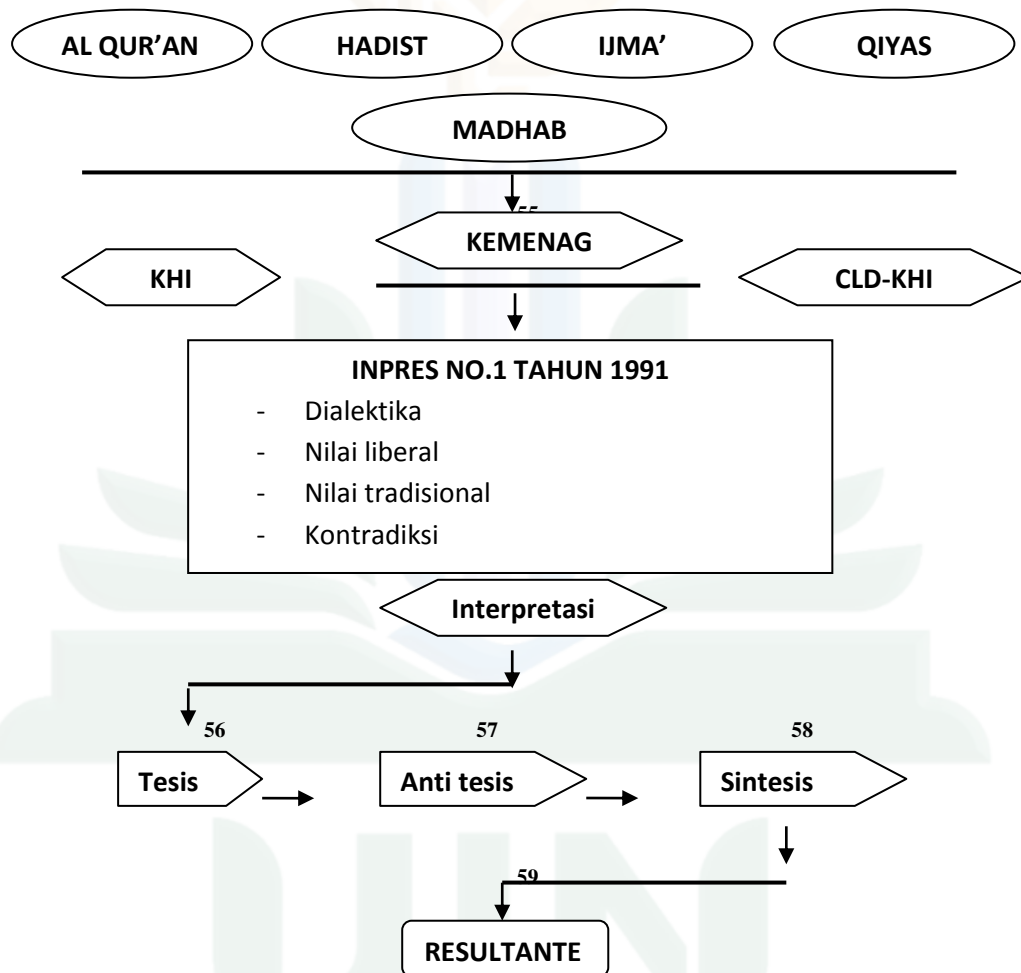 AL QUR’AN HADIST IJMA’ QIYAS
MADHAB
55
KEMENAG
KHI CLD-KHI
INPRES NO.1 TAHUN 1991
- Dialektika
- Nilai liberal
- Nilai tradisional
- Kontradiksi
Interpretasi
56 57 58
Tesis Anti tesis Sintesis
59
RESULTANTE
UIN